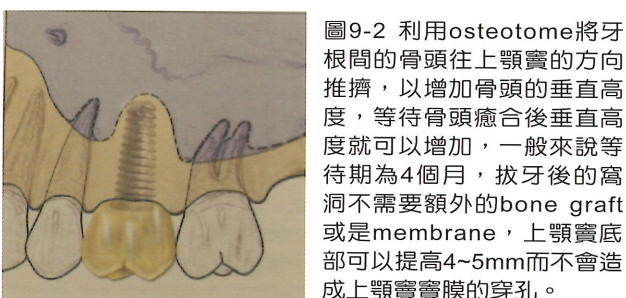 圖9-2 利用osteotome將牙
根間的骨頭往上顎竇的方向
推擠，以增加骨頭的垂直高
度，等待骨頭癒合後垂直高
度就可以增加，一般來說等
待期為4個月，拔牙後的窩
洞不需要額外的bone graft
或是membrane，上顎竇底
部可以提高4~5mm而不會造
成上顎竇竇膜的穿孔。